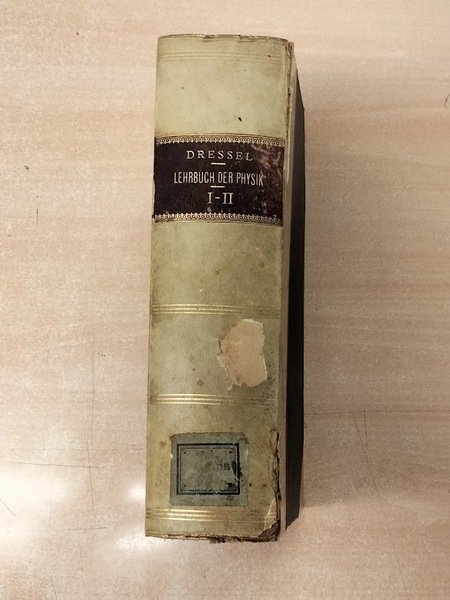 DRESSEL
LEHRBUCH DER PHYSIK
I-II